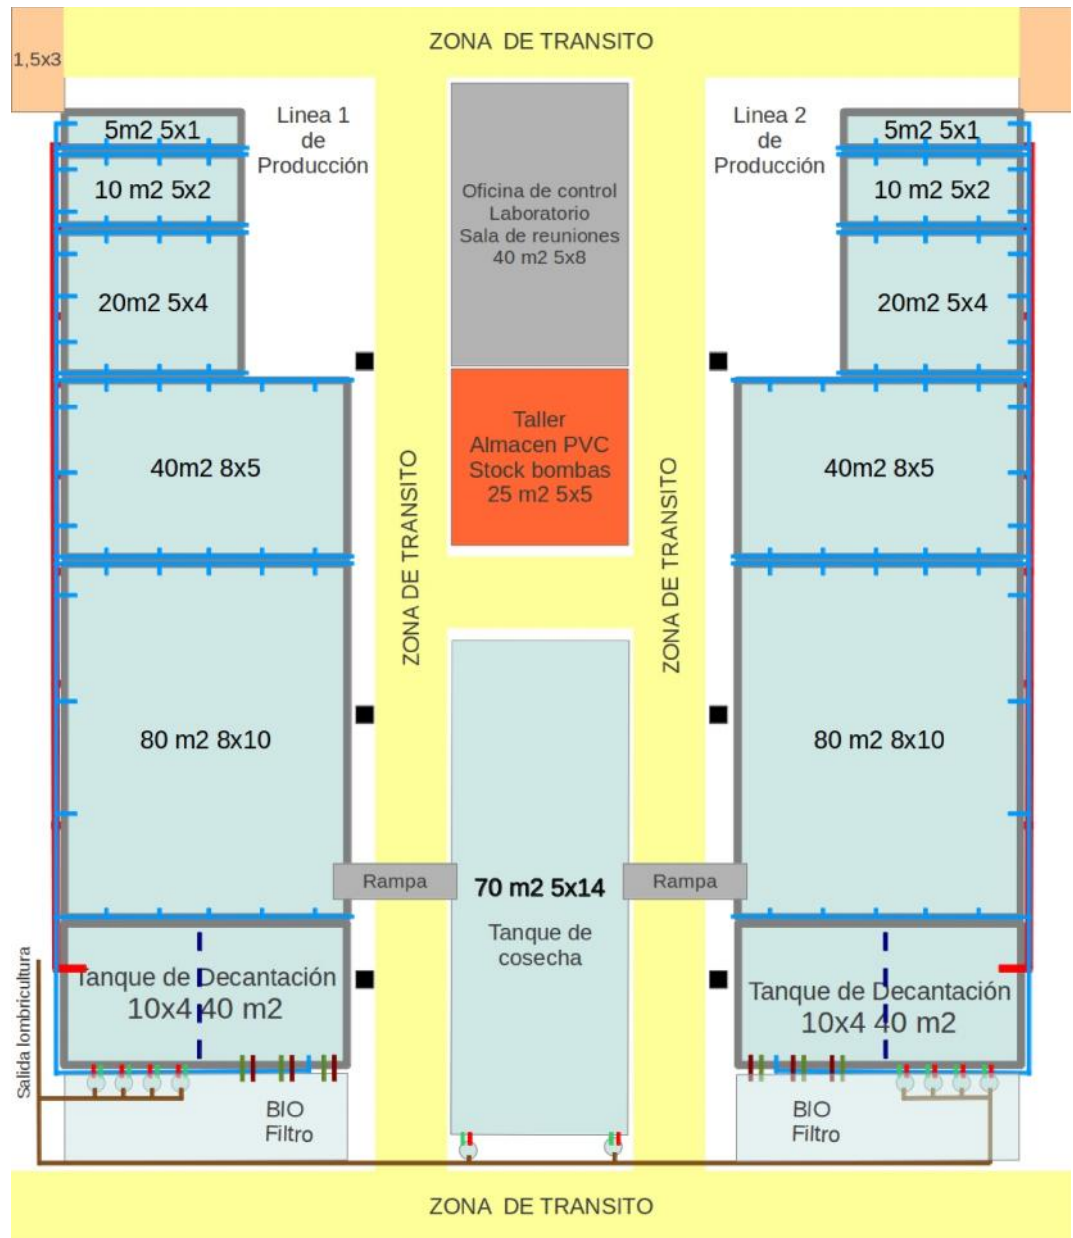 ZONA DE TRANSITO
1,5x3
5m2 5x1
Linea 1
de
Producción
10 m2 5x2
20m2 5x4
40m2 8x5
80 m2 8x10
Rampa
Tanque de Decantación
10x4 40 m2
BIO
Filtro
Salida lombricultura
ZONA DE TRANSITO
Oficina de control
Laboratorio
Sala de reuniones
40 m2 5x8
Taller
Almacen PVC
Stock bombas
25 m2 5x5
70 m2 5x14
Tanque de
cosecha
ZONA DE TRANSITO
Linea 2
de
Producción
5m2 5x1
10 m2 5x2
20m2 5x4
40m2 8x5
80 m2 8x10
Rampa
Tanque de Decantación
10x4 40 m2
BIO
Filtro
ZONA DE TRANSITO